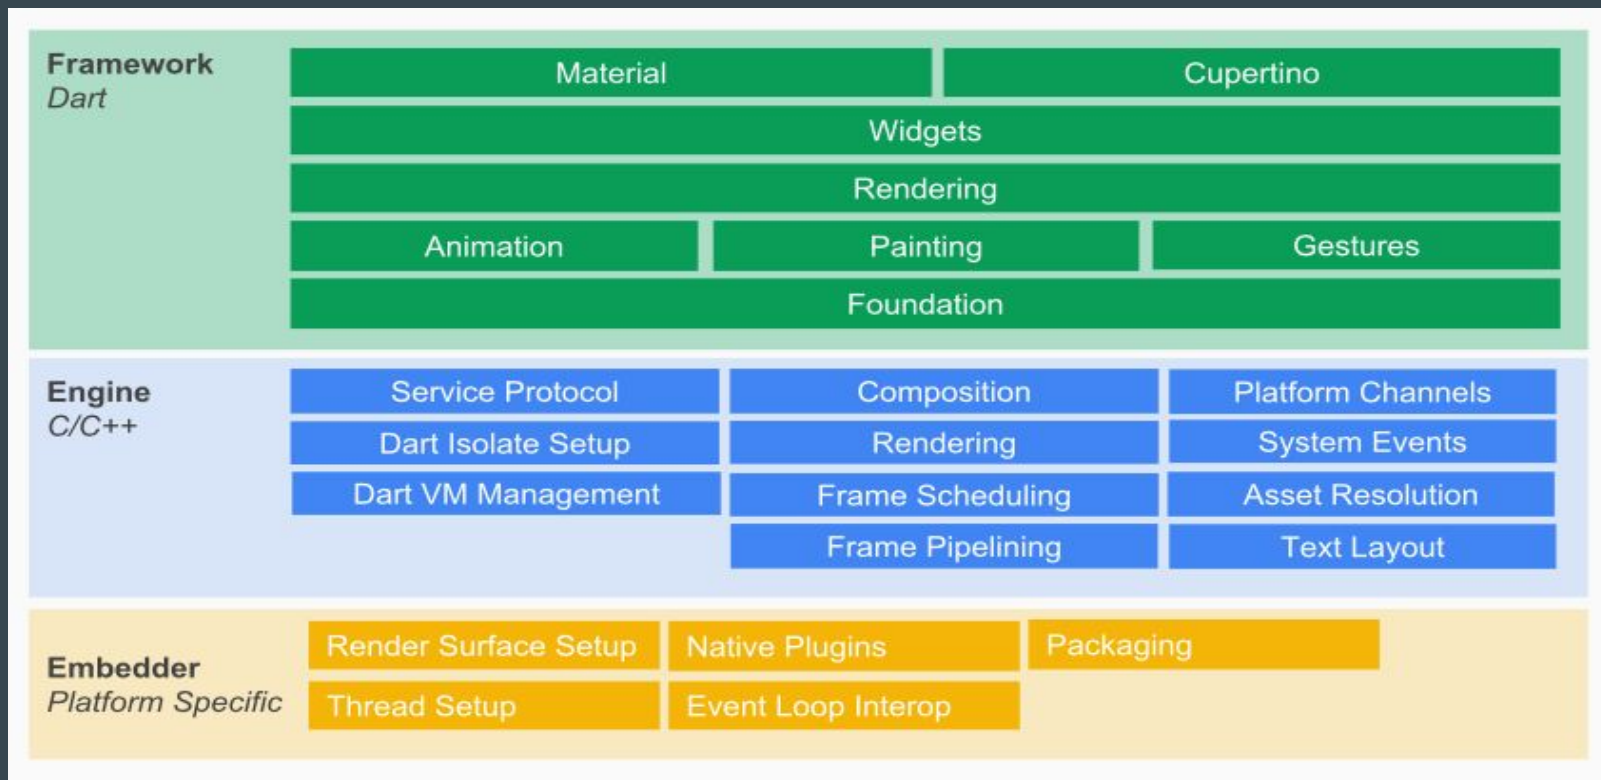 Framework
Dart
Material
Cupertino
Widgets
Rendering
Animation
Painting
Gestures
Foundation
Engine
C/C++
Service Protocol
Composition
Platform Channels
Dart Isolate Setup
Rendering
System Events
Dart VM Management
Frame Scheduling
Asset Resolution
Frame Pipelining
Text Layout
Embedder
Platform Specific
Render Surface Setup
Native Plugins
Packaging
Thread Setup
Event Loop Interop